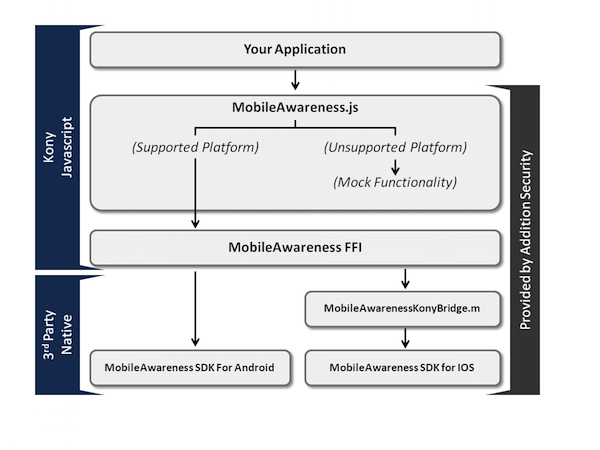 Your Application
MobileAwareness.js
(Supported Platform)
(Unsupported Platform)
(Mock Functionality)
MobileAwareness FFI
MobileAwarenessKonyBridge.m
MobileAwareness SDK For Android
MobileAwareness SDK for IOS
Kony
Javascript
3rd Party
Native
Provided by Addition Security